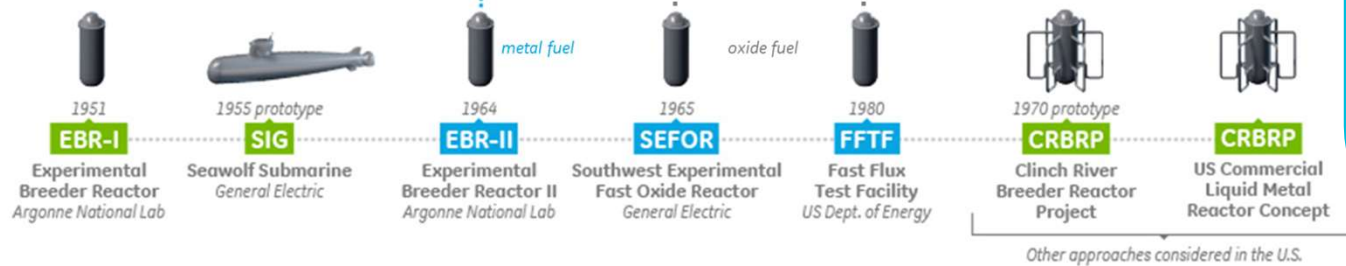 metal fuel
oxide fuel
1951
EBR-I
Experimental
Breeder Reactor
Argonne National Lab
1955 prototype
SIG
Seawolf Submarine
General Electric
1964
EBR-II
Experimental
Breeder Reactor II
Argonne National Lab
1965
SEFOR
Southwest Experimental
Fast Oxide Reactor
General Electric
1980
FFTF
Fast Flux
Test Facility
US Dept. of Energy
1970 prototype
CRBRP
Clinch River
Breeder Reactor
Project
CRBRP
US Commercial
Liquid Metal
Reactor Concept
Other approaches considered in the U.S.